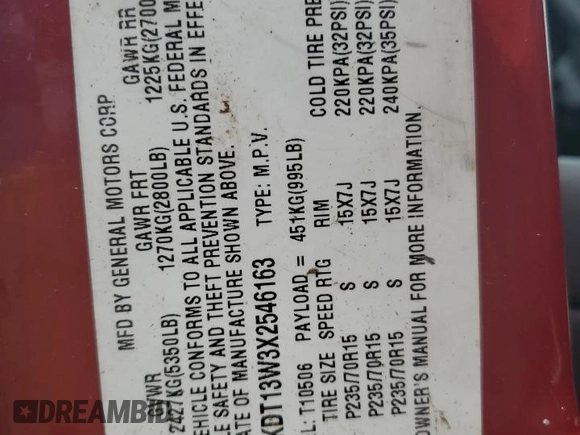 MFD BY GENERAL MOTORS CORP
GVWR GAWR FRT GAWR RR
2427KG(5350LB) 1270KG(2800LB) 1225KG(2700
VEHICLE CONFORMS TO ALL APPLICABLE U.S. FEDERAL M
LE SAFETY AND THEFT PREVENTION STANDARDS IN EFFE
ATE OF MANUFACTURE SHOWN ABOVE.
KDT13W3X2546163 TYPE: M.P.V.
L: T10506 PAYLOAD = 451KG(995LB)
TIRE SIZE SPEED RTG RIM COLD TIRE PRE
P235/70R15 S 15X7J 220KPA(32PSI)
P235/70R15 S 15X7J 220KPA(32PSI)
P235/70R15 S 15X7J 240KPA(35PSI)
OWNER'S MANUAL FOR MORE INFORMATION.
DREAMBID